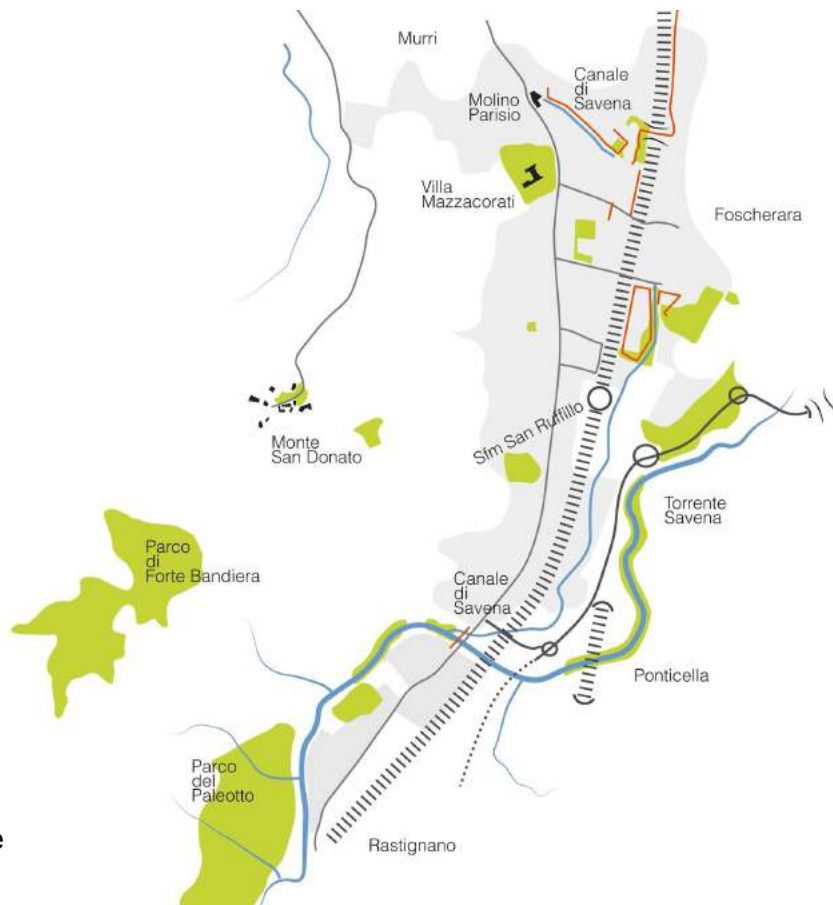 Murri
Canale
di
Savena
Molino
Parisio
Villa
Mazzacorati
Foscherara
Sfm San Ruffillo
Monte
San Donato
Torrente
Savena
Parco
di
Forte Bandiera
Canale
di
Savena
Ponticella
Parco
del
Paleotto
e
Rastignano